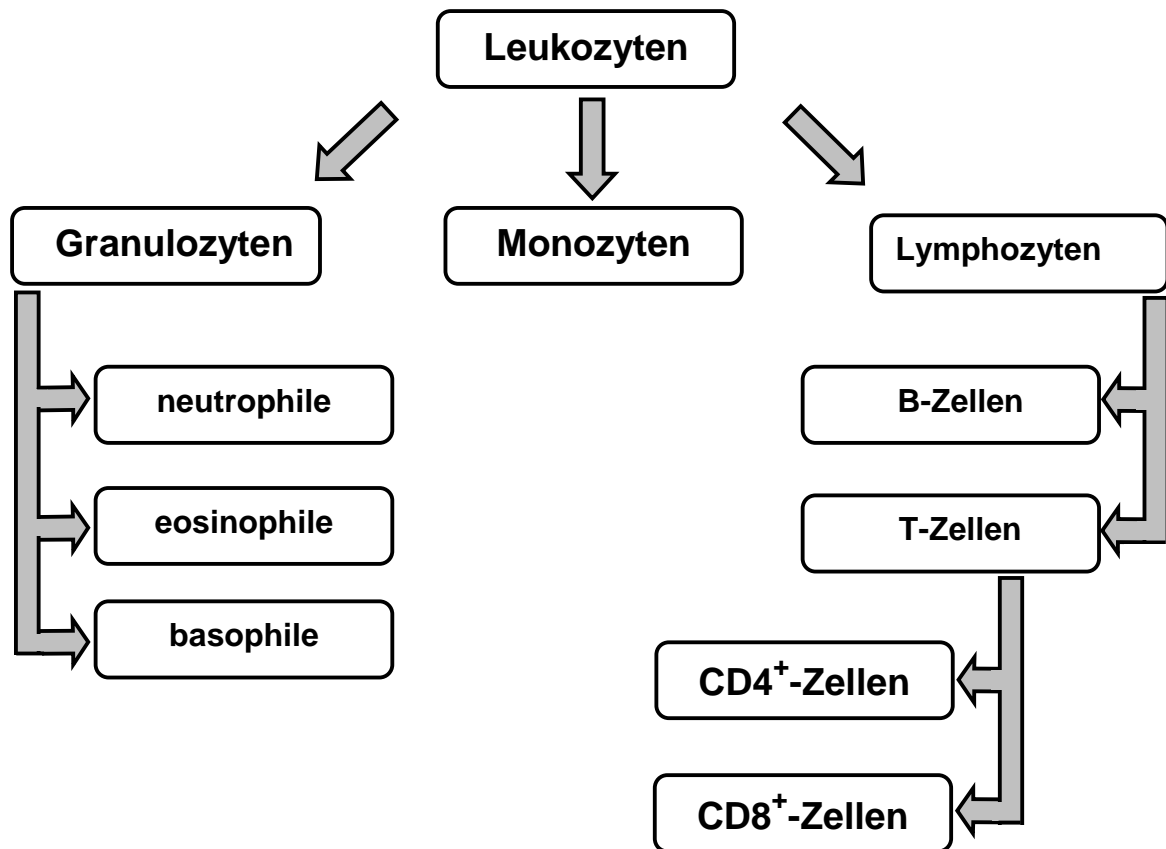 Leukozyten
Granulozyten
Monozyten
Lymphozyten
neutrophile
B-Zellen
eosinophile
T-Zellen
basophile
CD4⁺-Zellen
CD8⁺-Zellen